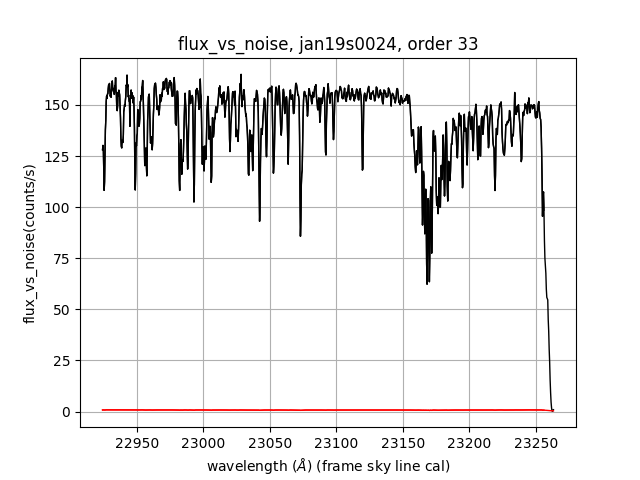 flux_vs_noise, jan19s0024, order 33
flux_vs_noise(counts/s)
150
125
100
75
50
25
0
22950 23000 23050 23100 23150 23200 23250
wavelength (Å) (frame sky line cal)